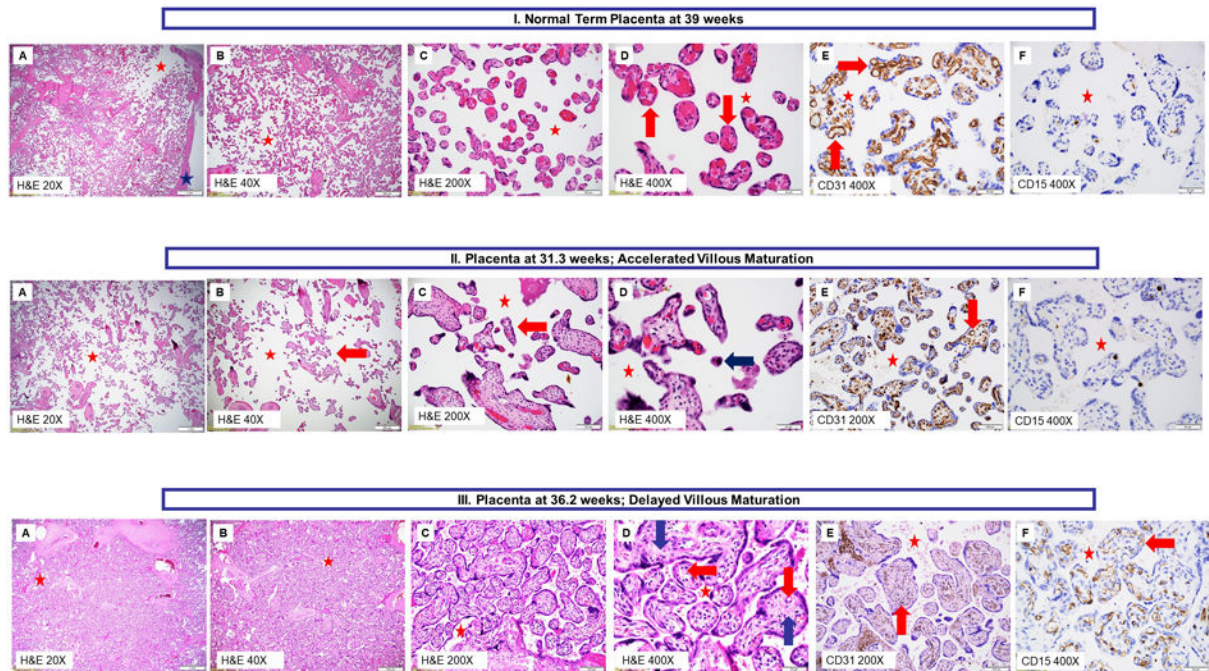 I. Normal Term Placenta at 39 weeks
A
B
C
D
E
F
H&E 20X
H&E 40X
H&E 200X
H&E 400X
CD31 400X
CD15 400X
II. Placenta at 31.3 weeks; Accelerated Villous Maturation
A
B
C
D
E
F
H&E 20X
H&E 40X
H&E 200X
H&E 400X
CD31 200X
CD15 400X
III. Placenta at 36.2 weeks; Delayed Villous Maturation
A
B
C
D
E
F
H&E 20X
H&E 40X
H&E 200X
H&E 400X
CD31 200X
CD15 400X